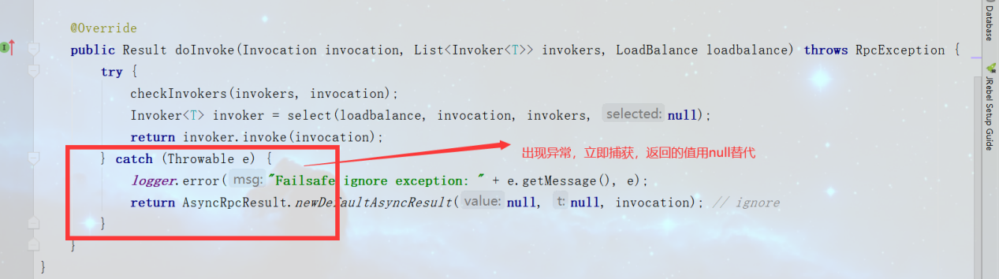 @Override
public Result doInvoke(Invocation invocation, List<Invoker<T>> invokers, LoadBalance loadbalance) throws RpcException {
try {
checkInvokers(invokers, invocation);
Invoker<T> invoker = select(loadbalance, invocation, invokers, selected: null);
return invoker.invoke(invocation);
} catch (Throwable e) {
logger.error( msg: "Failsafe ignore exception: " + e.getMessage(), e);
return AsyncRpcResult.newDefaultAsyncResult( value: null, t: null, invocation); // ignore
}
}
}
出现异常，立即捕获，返回的值用null替代
I
Database
JRebel Setup Guide